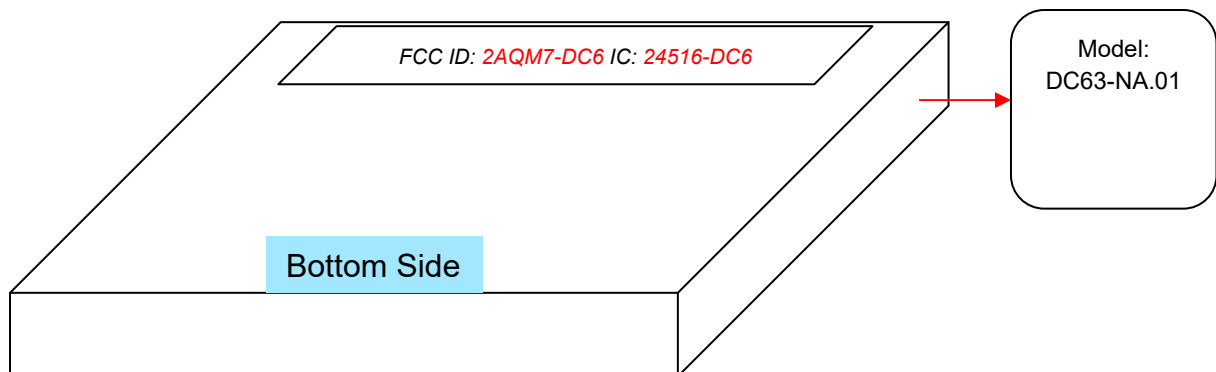 FCC ID: 2AQM7-DC6 IC: 24516-DC6
Model:
DC63-NA.01
Bottom Side